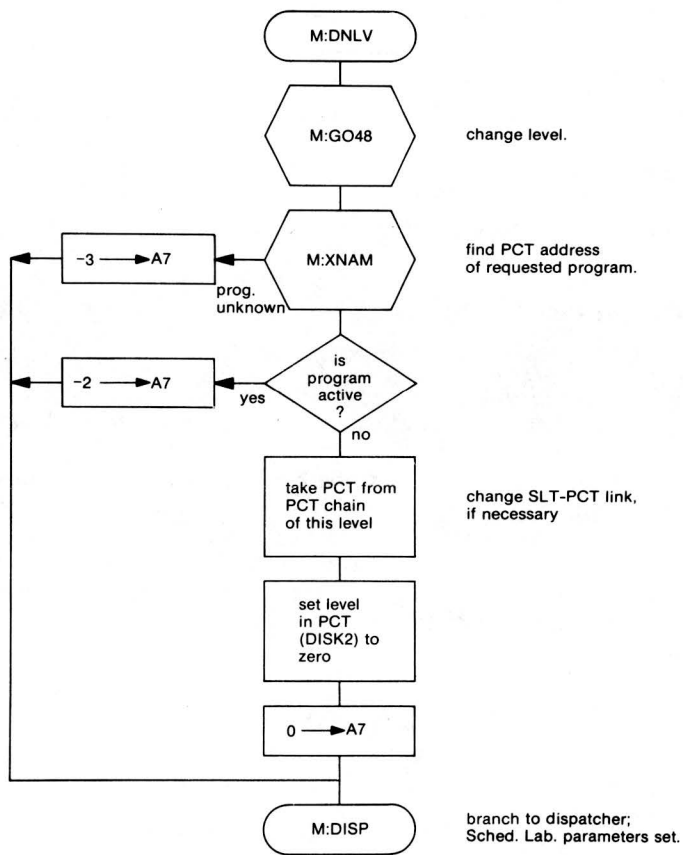 M:DNLV
M:GO48
change level.
M:XNAM
find PCT address
of requested program.
-3 → A7
prog.
unknown
is
program
active
?
-2 → A7
yes
no
take PCT from
PCT chain
of this level
change SLT-PCT link,
if necessary
set level
in PCT
(DISK2) to
zero
0 → A7
M:DISP
branch to dispatcher;
Sched. Lab. parameters set.